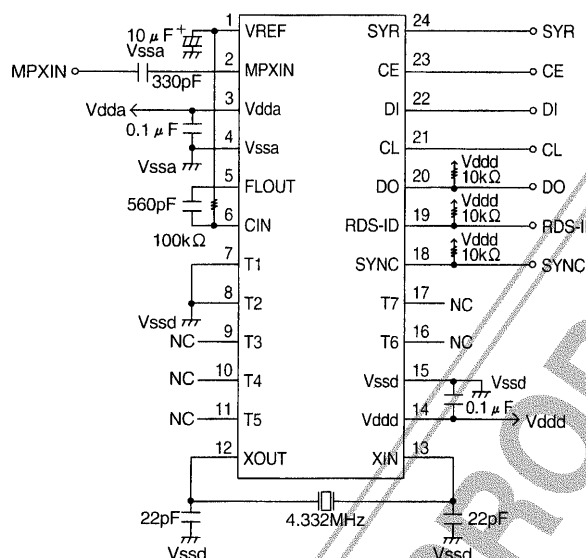 10 μF + 1 VREF SYR 24 SYR
Vssa
MPXIN 330pF 2 MPXIN CE 23 CE
Vdda 3 Vdda DI 22 DI
0.1 μF
Vssa 4 Vssa CL 21 CL
Vddd
10kΩ
5 FLOUT DO 20 DO
560pF
Vddd
10kΩ
100kΩ 6 CIN RDS-ID 19 RDS-I
Vddd
10kΩ
7 T1 SYNC 18 SYNC
Vssd 8 T2 T7 17 NC
NC 9 T3 T6 16 NC
NC 10 T4 Vssd 15 Vssd
0.1 μF
NC 11 T5 Vddd 14 Vddd
12 XOUT XIN 13
22pF 4.332MHz 22pF
Vssd Vssd
PROD